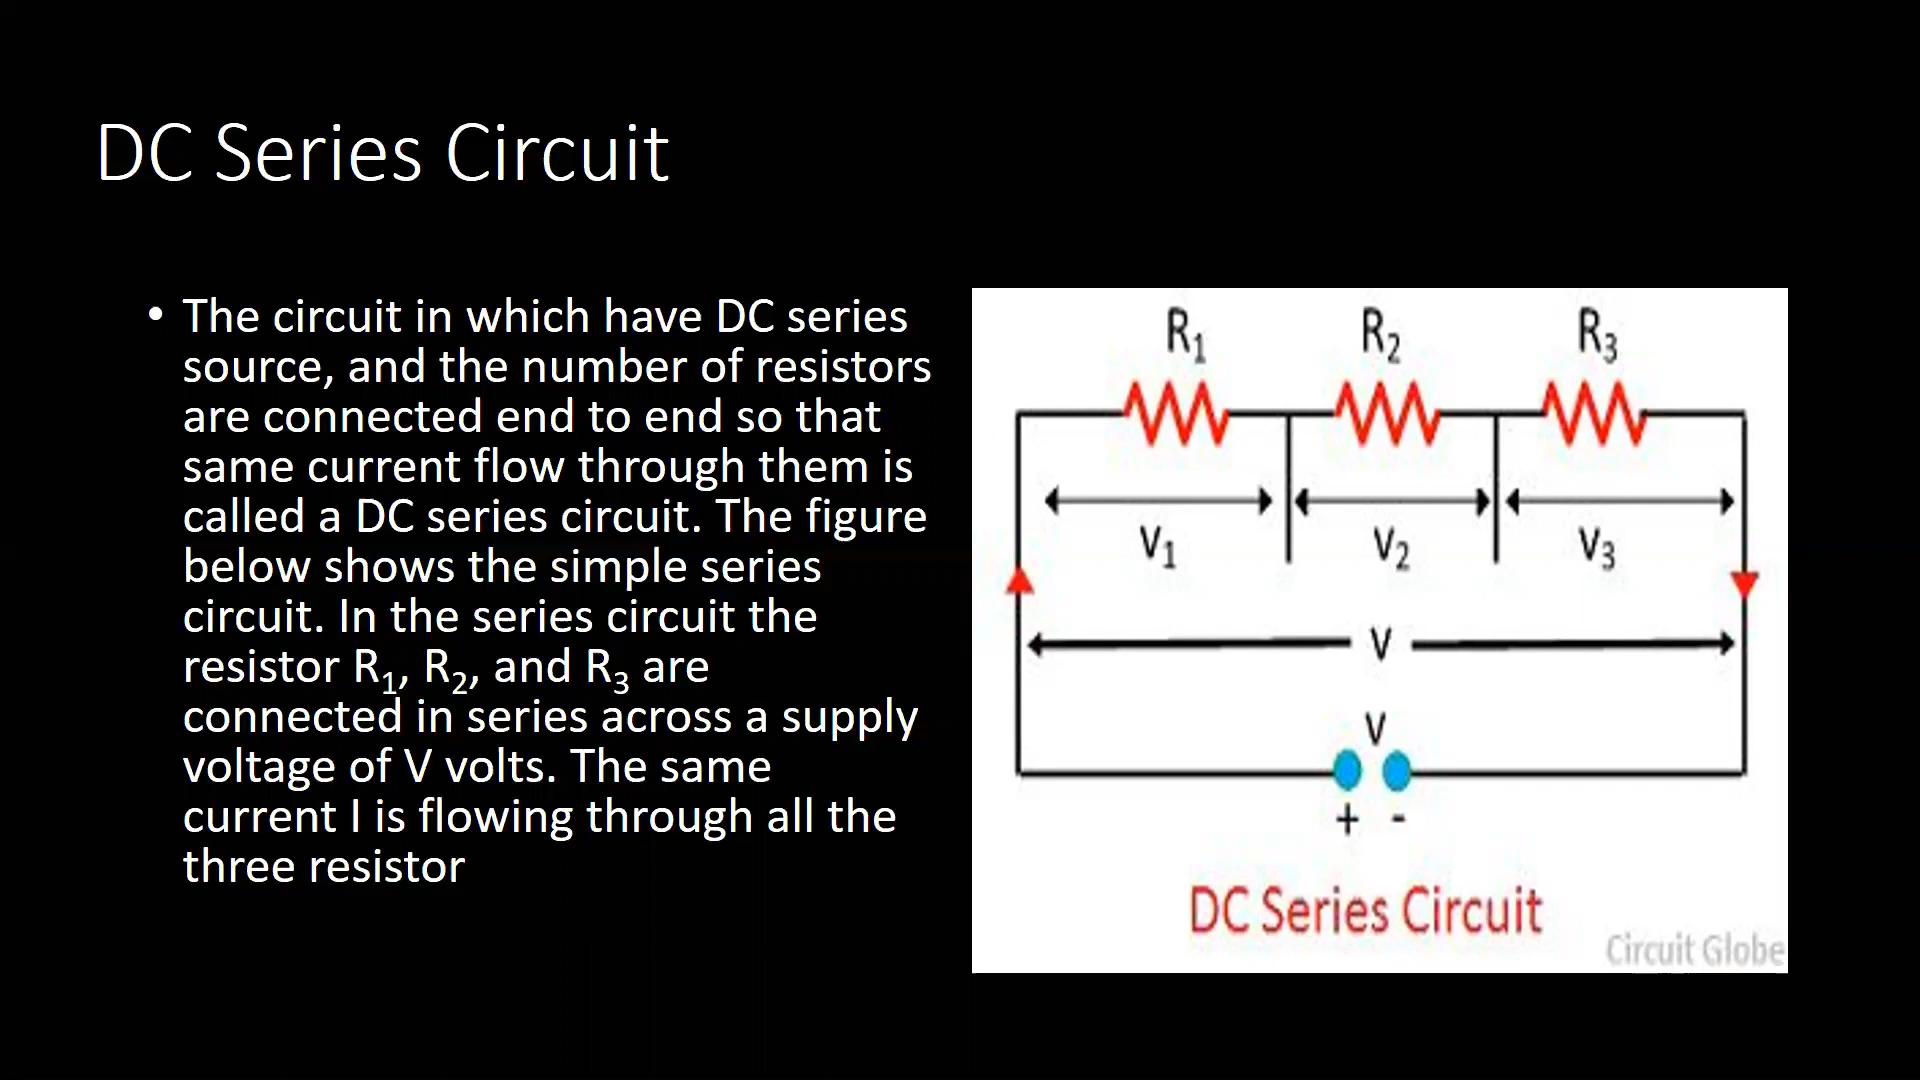 DC Series Circuit
• The circuit in which have DC series
source, and the number of resistors
are connected end to end so that
same current flow through them is
called a DC series circuit. The figure
below shows the simple series
circuit. In the series circuit the
resistor R₁, R₂, and R₃ are
connected in series across a supply
voltage of V volts. The same
current I is flowing through all the
three resistor
R₁ R₂ R₃
V₁ V₂ V₃
V
V
+ -
DC Series Circuit
Circuit Globe